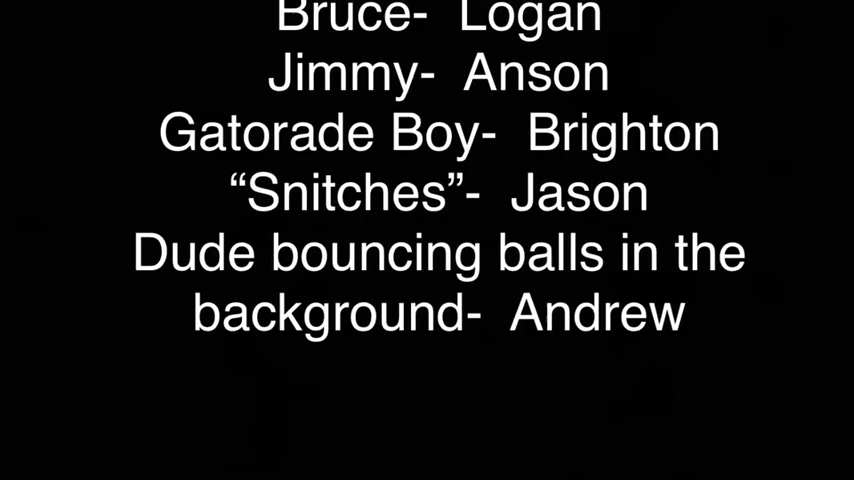 Bruce-  Logan
Jimmy-  Anson
Gatorade Boy-  Brighton
“Snitches”-  Jason
Dude bouncing balls in the
background-  Andrew